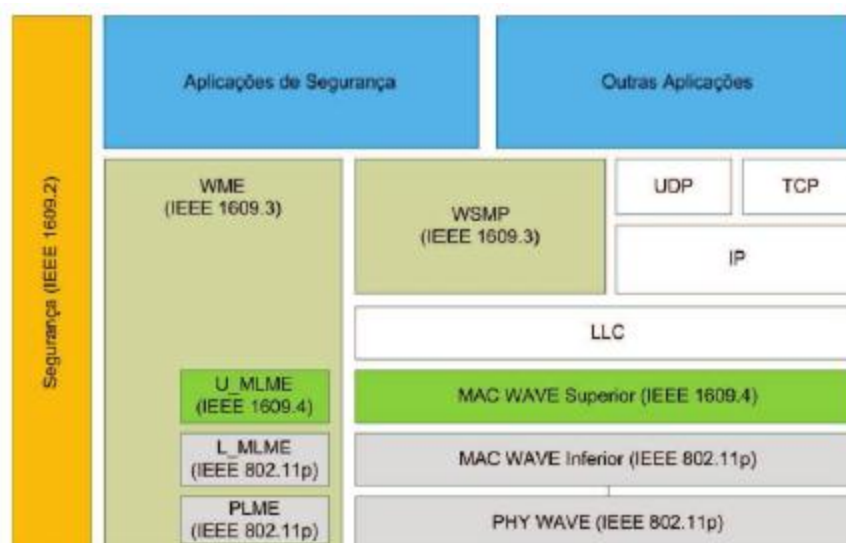 Segurança (IEEE 1609.2)
Aplicações de Segurança
Outras Aplicações
WME
(IEEE 1609.3)
WSMP
(IEEE 1609.3)
UDP
TCP
IP
LLC
U_MLME
(IEEE 1609.4)
MAC WAVE Superior (IEEE 1609.4)
L_MLME
(IEEE 802.11p)
MAC WAVE Inferior (IEEE 802.11p)
PLME
(IEEE 802.11p)
PHY WAVE (IEEE 802.11p)